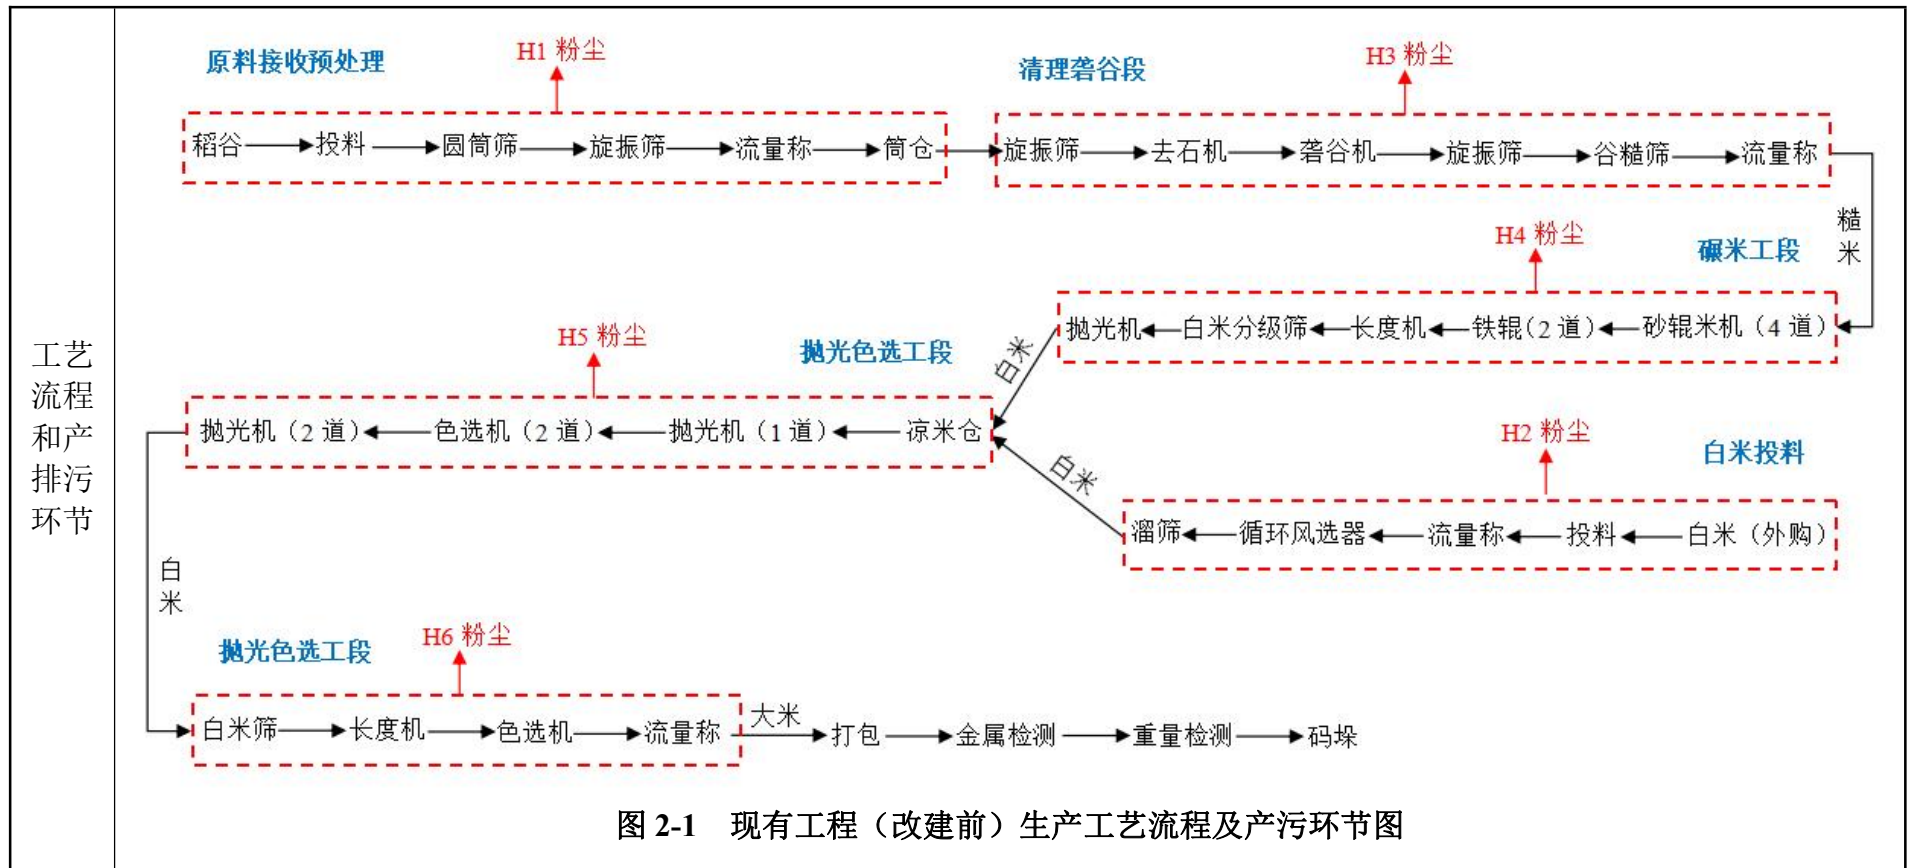 工艺
流程
和产
排污
环节
原料接收预处理
H1 粉尘
稻谷 投料 圆筒筛 旋振筛 流量称 筒仓
清理砻谷段
H3 粉尘
旋振筛 去石机 砻谷机 旋振筛 谷糙筛 流量称
糙
米
H4 粉尘
碾米工段
抛光机 白米分级筛 长度机 铁辊（2 道） 砂辊米机（4 道）
白米
H5 粉尘
抛光色选工段
抛光机（2 道） 色选机（2 道） 抛光机（1 道） 凉米仓
H2 粉尘
白米投料
白米
溜筛 循环风选器 流量称 投料 白米（外购）
白
米
抛光色选工段
H6 粉尘
白米筛 长度机 色选机 流量称 大米 打包 金属检测 重量检测 码垛
图 2-1 现有工程（改建前）生产工艺流程及产污环节图